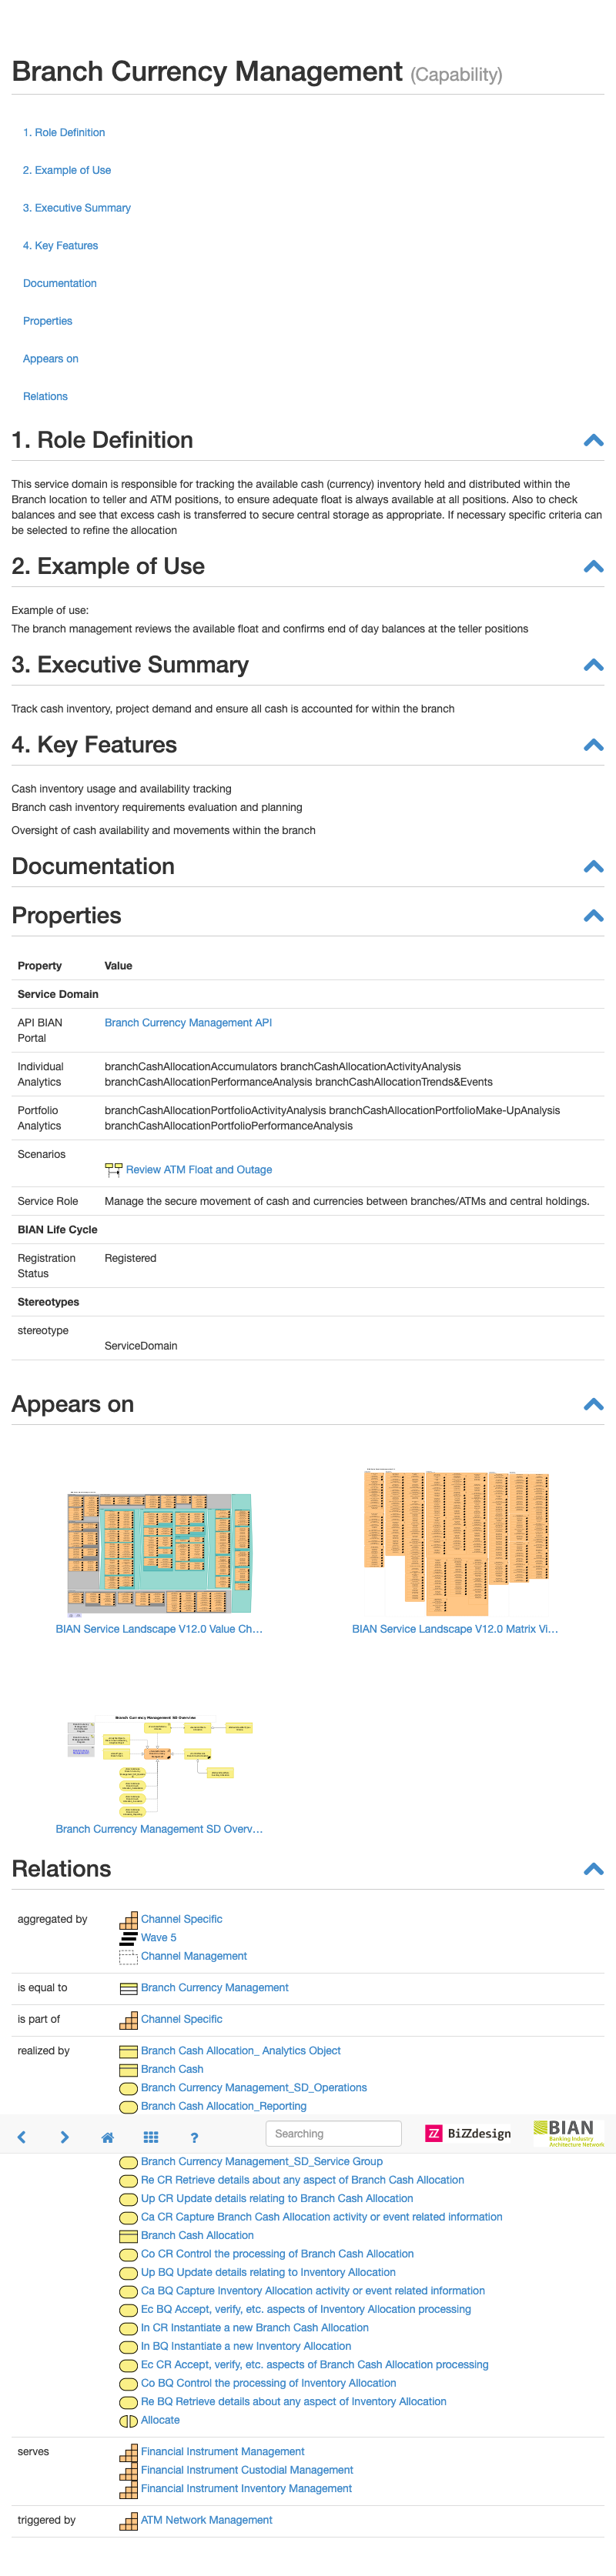 Branch Currency Management (Capability)
1. Role Definition
2. Example of Use
3. Executive Summary
4. Key Features
Documentation
Properties
Appears on
Relations
1. Role Definition
This service domain is responsible for tracking the available cash (currency) inventory held and distributed within the
Branch location to teller and ATM positions, to ensure adequate float is always available at all positions. Also to check
balances and see that excess cash is transferred to secure central storage as appropriate. If necessary specific criteria can
be selected to refine the allocation
2. Example of Use
Example of use:
The branch management reviews the available float and confirms end of day balances at the teller positions
3. Executive Summary
Track cash inventory, project demand and ensure all cash is accounted for within the branch
4. Key Features
Cash inventory usage and availability tracking
Branch cash inventory requirements evaluation and planning
Oversight of cash availability and movements within the branch
Documentation
Properties
Property Value
Service Domain
API BIAN Portal
Branch Currency Management API
Individual Analytics
branchCashAllocationAccumulators branchCashAllocationActivityAnalysis
branchCashAllocationPerformanceAnalysis branchCashAllocationTrends&Events
Portfolio Analytics
branchCashAllocationPortfolioActivityAnalysis branchCashAllocationPortfolioMake-UpAnalysis
branchCashAllocationPortfolioPerformanceAnalysis
Scenarios
Review ATM Float and Outage
Service Role Manage the secure movement of cash and currencies between branches/ATMs and central holdings.
BIAN Life Cycle
Registration Status
Registered
Stereotypes
stereotype
ServiceDomain
Appears on
BIAN Service Landscape V12.0 Value Ch...
BIAN Service Landscape V12.0 Matrix Vi...
Branch Currency Management SD Overview
Branch Currency Management SD Overv...
Relations
aggregated by Channel Specific
Wave 5
Channel Management
is equal to Branch Currency Management
is part of Channel Specific
realized by Branch Cash Allocation_ Analytics Object
Branch Cash
Branch Currency Management_SD_Operations
Branch Cash Allocation_Reporting
? Searching BiZZdesign BIAN
Banking Industry
Architecture Network
Branch Currency Management_SD_Service Group
Re CR Retrieve details about any aspect of Branch Cash Allocation
Up CR Update details relating to Branch Cash Allocation
Ca CR Capture Branch Cash Allocation activity or event related information
Branch Cash Allocation
Co CR Control the processing of Branch Cash Allocation
Up BQ Update details relating to Inventory Allocation
Ca BQ Capture Inventory Allocation activity or event related information
Ec BQ Accept, verify, etc. aspects of Inventory Allocation processing
In CR Instantiate a new Branch Cash Allocation
In BQ Instantiate a new Inventory Allocation
Ec CR Accept, verify, etc. aspects of Branch Cash Allocation processing
Co BQ Control the processing of Inventory Allocation
Re BQ Retrieve details about any aspect of Inventory Allocation
Allocate
serves Financial Instrument Management
Financial Instrument Custodial Management
Financial Instrument Inventory Management
triggered by ATM Network Management